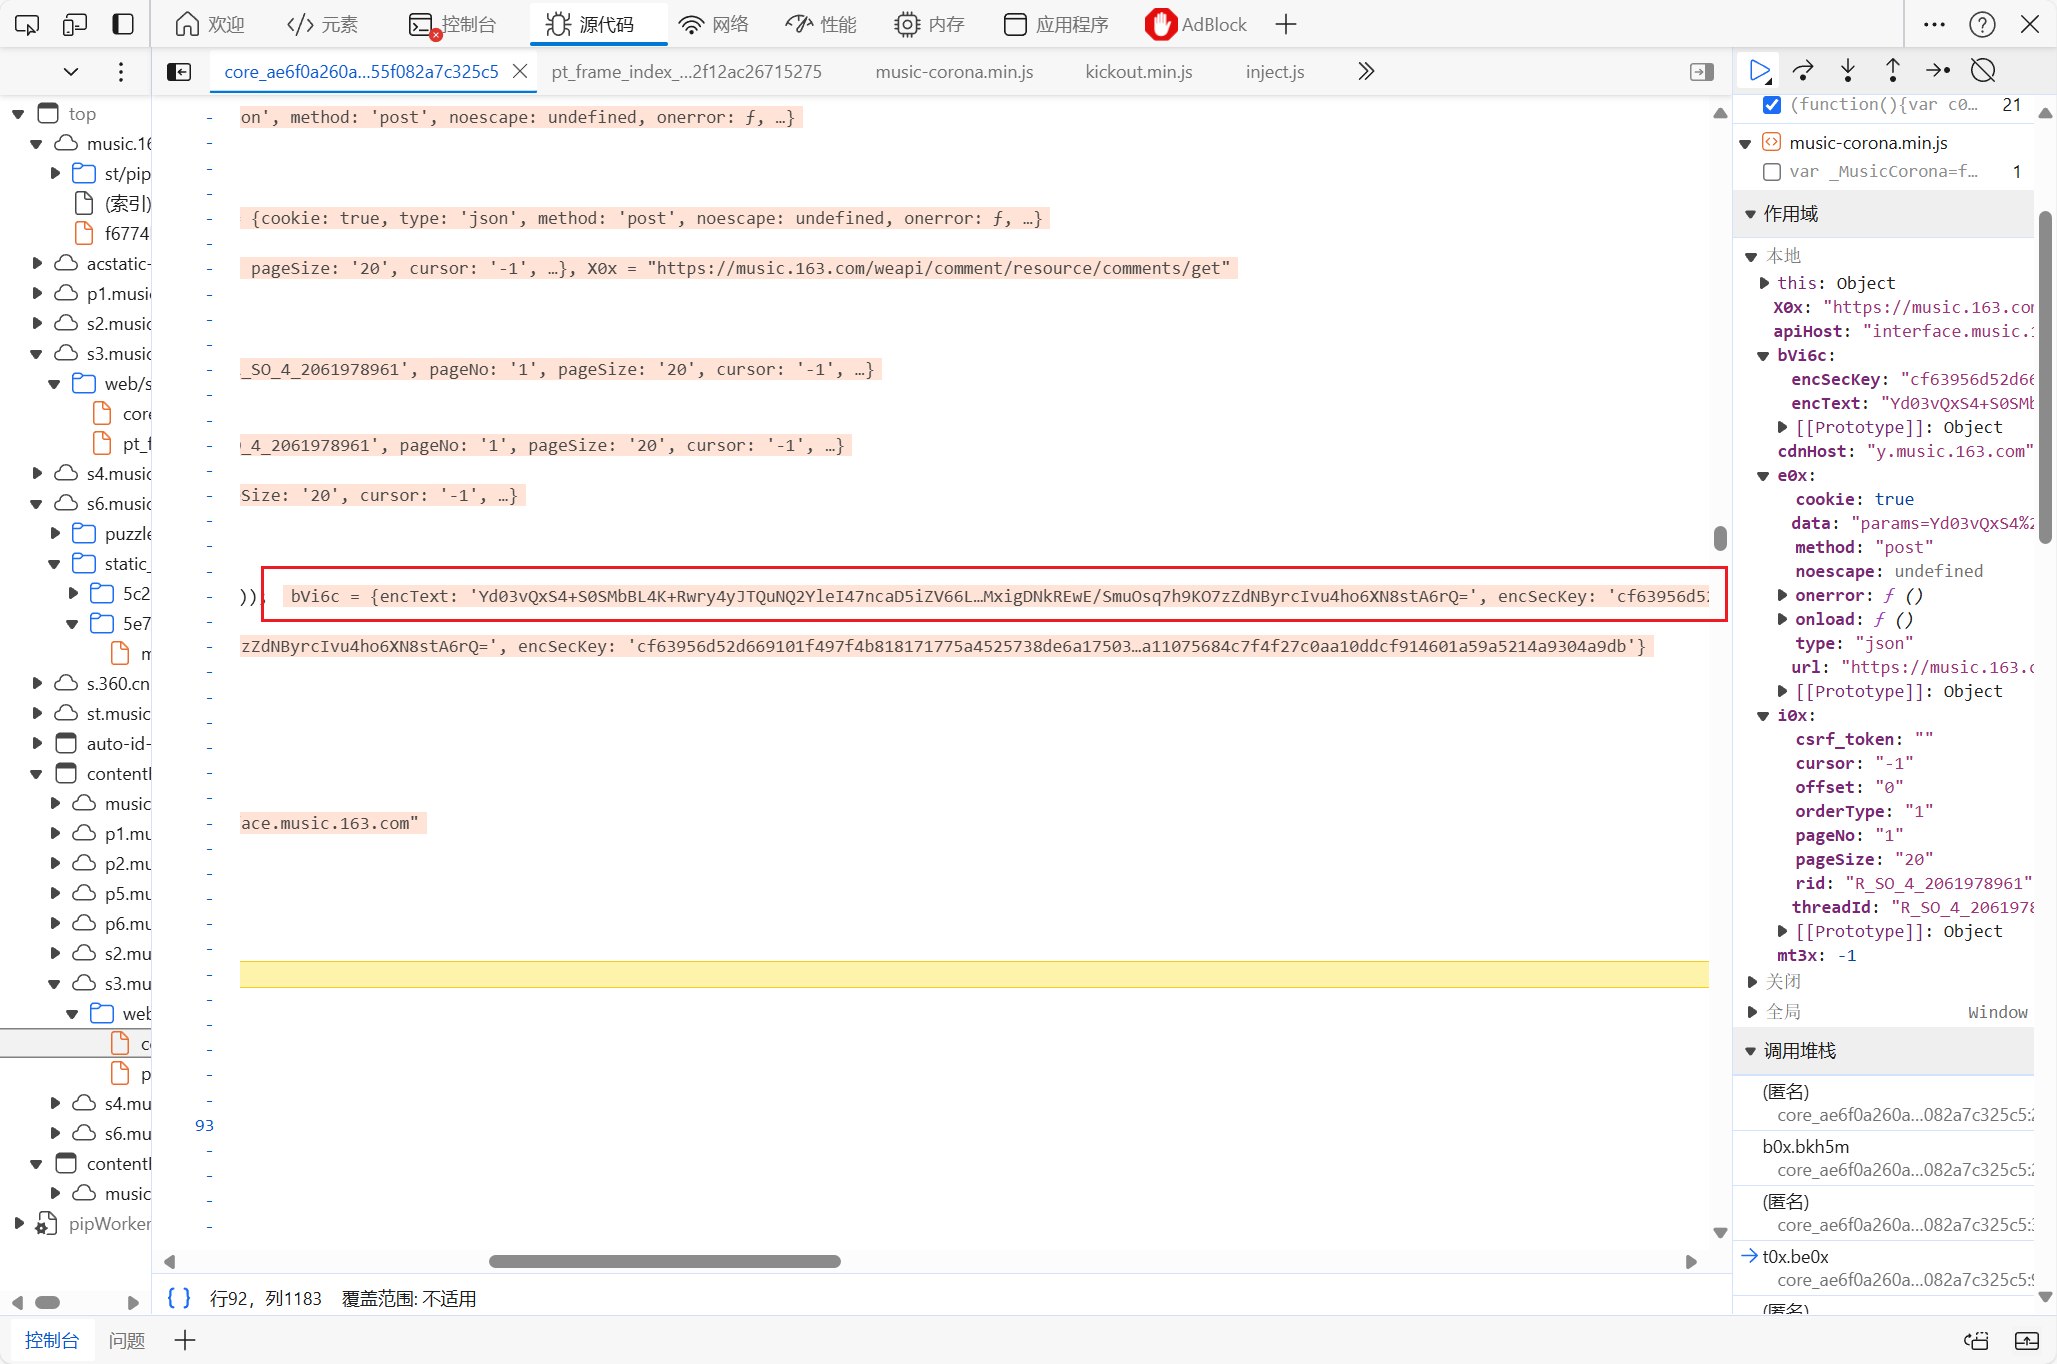 欢迎
元素
控制台
源代码
网络
性能
内存
应用程序
AdBlock
core_ae6f0a260a...55f082a7c325c5
pt_frame_index_...2f12ac26715275
music-corona.min.js
kickout.min.js
inject.js
top
music.16
st/pip
(索引)
f6774
acstatic-
p1.music
s2.music
s3.music
web/s
core
pt_f
s4.music
s6.music
puzzle
static_
5c2
5e7
m
s.360.cn
st.music
auto-id-
contentl
music
p1.mu
p2.mu
p5.mu
p6.mu
s2.mu
s3.mu
web
co
p
s4.mu
s6.mu
contentl
music
pipWorker
on', method: 'post', noescape: undefined, onerror: ƒ, …}
{cookie: true, type: 'json', method: 'post', noescape: undefined, onerror: ƒ, …}
pageSize: '20', cursor: '-1', …}, X0x = "https://music.163.com/weapi/comment/resource/comments/get"
_SO_4_2061978961', pageNo: '1', pageSize: '20', cursor: '-1', …}
_4_2061978961', pageNo: '1', pageSize: '20', cursor: '-1', …}
Size: '20', cursor: '-1', …}
)); bVi6c = {encText: 'Yd03vQxS4+S0SMbBL4K+Rwry4yJTQuNQ2YleI47ncaD5iZV66L…MxigDNkREwE/SmuOsq7h9KO7zZdNByrcIvu4ho6XN8stA6rQ=', encSecKey: 'cf63956d52
zZdNByrcIvu4ho6XN8stA6rQ=', encSecKey: 'cf63956d52d669101f497f4b818171775a4525738de6a17503…a11075684c7f4f27c0aa10ddcf914601a59a5214a9304a9db'}
ace.music.163.com"
93
行92，列1183 覆盖范围: 不适用
(function(){var c0… 21
music-corona.min.js
var _MusicCorona=f… 1
作用域
本地
this: Object
X0x: "https://music.163.com
apiHost: "interface.music.1
bVi6c:
encSecKey: "cf63956d52d66
encText: "Yd03vQxS4+S0SMb
[[Prototype]]: Object
cdnHost: "y.music.163.com"
e0x:
cookie: true
data: "params=Yd03vQxS4%2
method: "post"
noescape: undefined
onerror: ƒ ()
onload: ƒ ()
type: "json"
url: "https://music.163.c
[[Prototype]]: Object
i0x:
csrf_token: ""
cursor: "-1"
offset: "0"
orderType: "1"
pageNo: "1"
pageSize: "20"
rid: "R_SO_4_2061978961"
threadId: "R_SO_4_2061978
[[Prototype]]: Object
mt3x: -1
关闭
全局 Window
调用堆栈
(匿名)
core_ae6f0a260a...082a7c325c5:2
b0x.bkh5m
core_ae6f0a260a...082a7c325c5:2
(匿名)
core_ae6f0a260a...082a7c325c5:3
t0x.be0x
core_ae6f0a260a...082a7c325c5:9
(匿名)
控制台
问题